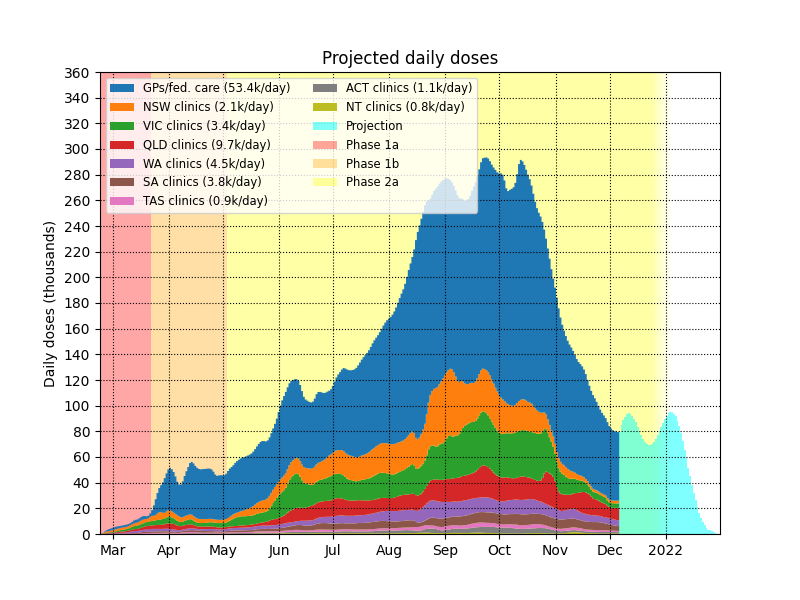 Projected daily doses
Daily doses (thousands)
360
340
320
300
280
260
240
220
200
180
160
140
120
100
80
60
40
20
0
GPs/fed. care (53.4k/day)
NSW clinics (2.1k/day)
VIC clinics (3.4k/day)
QLD clinics (9.7k/day)
WA clinics (4.5k/day)
SA clinics (3.8k/day)
TAS clinics (0.9k/day)
ACT clinics (1.1k/day)
NT clinics (0.8k/day)
Projection
Phase 1a
Phase 1b
Phase 2a
Mar Apr May Jun Jul Aug Sep Oct Nov Dec 2022